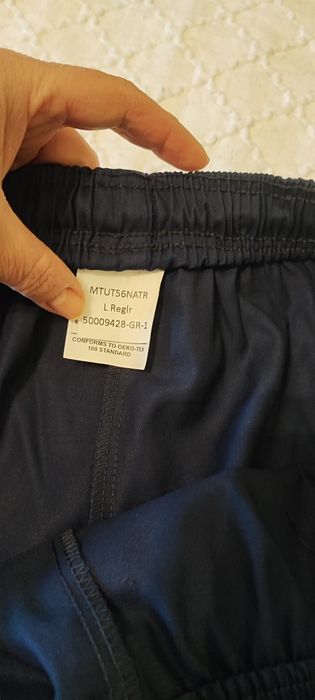 MTUT56NATR
L Reglr
50009428-GR-1
CONFORMS TO OEKO-TEX
100 STANDARD